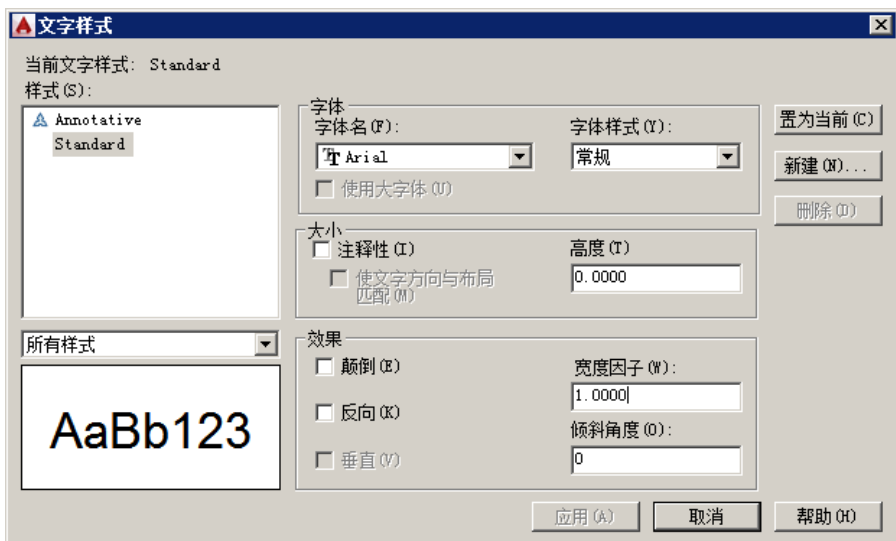 文字样式
当前文字样式: Standard
样式(S):
Annotative
Standard
所有样式
AaBb123
字体
字体名(F):
Arial
使用大字体(U)
字体样式(Y):
常规
大小
注释性(I)
使文字方向与布局
匹配(M)
高度(T)
0.0000
效果
颠倒(E)
反向(K)
垂直(V)
宽度因子(W):
1.0000
倾斜角度(O):
0
置为当前(C)
新建(N)...
删除(D)
应用(A)
取消
帮助(H)